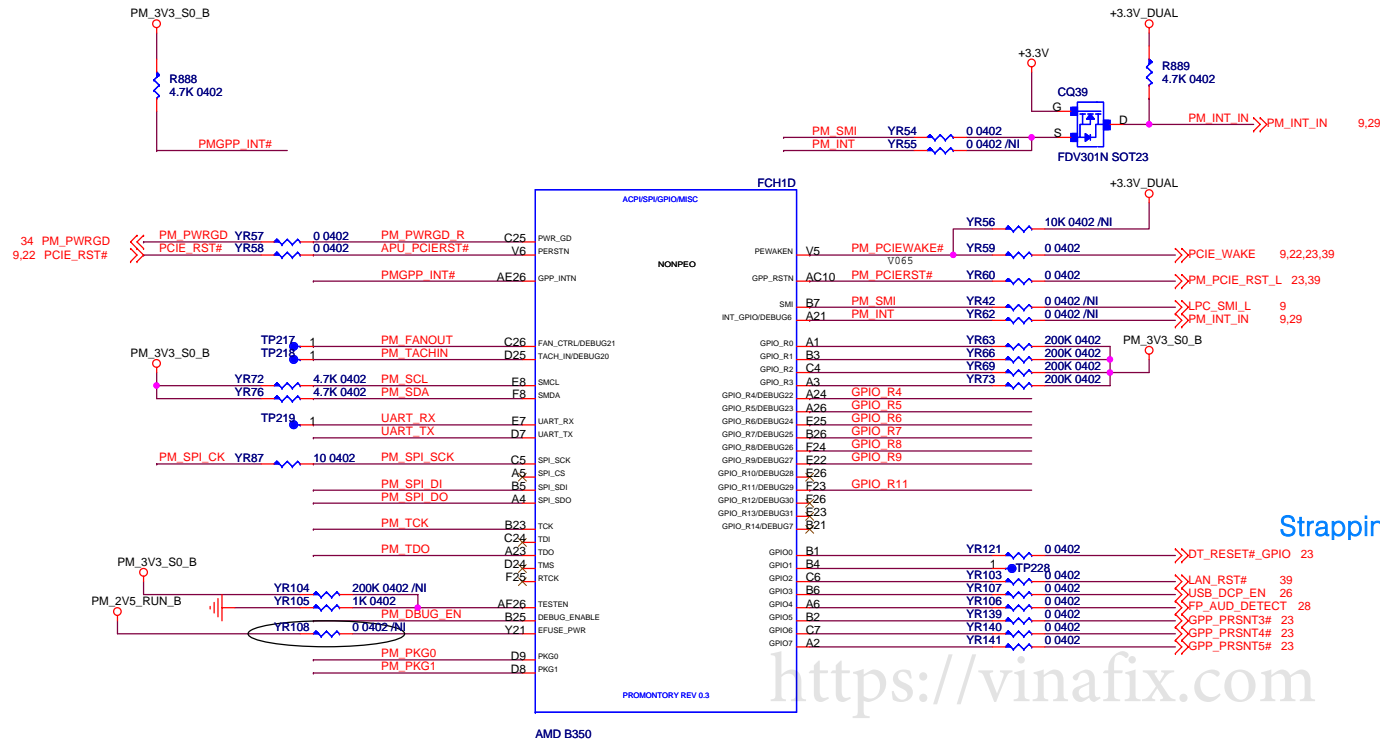 PM_3V3_S0_B
R888
4.7K 0402
PMGPP_INT#
+3.3V_DUAL
+3.3V
R889
4.7K 0402
CQ39
G
S
D
FDV301N SOT23
PM_SMI YR54 0 0402
PM_INT YR55 0 0402 /NI
PM_INT_IN PM_INT_IN 9,29
+3.3V_DUAL
FCH1D
ACPI/SPI/GPIO/MISC
NONPEO
34 PM_PWRGD PM_PWRGD YR57 0 0402 PM_PWRGD_R C25 PWR_GD
9,22 PCIE_RST# PCIE_RST# YR58 0 0402 APU_PCIERST# V6 PERSTN
PMGPP_INT# AE26 GPP_INTN
TP217 1 PM_FANOUT C26 FAN_CTRL/DEBUG21
TP218 1 PM_TACHIN D25 TACH_IN/DEBUG20
PM_3V3_S0_B
YR72 4.7K 0402 PM_SCL E8 SMCL
YR76 4.7K 0402 PM_SDA F8 SMDA
TP219 1 UART_RX E7 UART_RX
UART_TX D7 UART_TX
PM_SPI_CK YR87 10 0402 PM_SPI_SCK C5 SPI_SCK
A5 SPI_CS
PM_SPI_DI B5 SPI_SDI
PM_SPI_DO A4 SPI_SDO
PM_TCK B23 TCK
C24 TDI
PM_TDO A23 TDO
D24 TMS
F25 RTCK
PM_3V3_S0_B
YR104 200K 0402 /NI
YR105 1K 0402 AF26 TESTEN
PM_DBUG_EN B25 DEBUG_ENABLE
PM_2V5_RUN_B
YR108 0 0402 /NI Y21 EFUSE_PWR
PM_PKG0 D9 PKG0
PM_PKG1 D8 PKG1
YR56 10K 0402 /NI
PEWAKEN V5 PM_PCIEWAKE# YR59 0 0402 PCIE_WAKE 9,22,23,39
V065
GPP_RSTN AC10 PM_PCIERST# YR60 0 0402 PM_PCIE_RST_L 23,39
SMI B7 PM_SMI YR42 0 0402 /NI LPC_SMI_L 9
INT_GPIO/DEBUG6 A21 PM_INT YR62 0 0402 /NI PM_INT_IN 9,29
PM_3V3_S0_B
GPIO_R0 A1 YR63 200K 0402
GPIO_R1 B3 YR66 200K 0402
GPIO_R2 C4 YR69 200K 0402
GPIO_R3 A3 YR73 200K 0402
GPIO_R4/DEBUG22 A24 GPIO_R4
GPIO_R5/DEBUG23 A26 GPIO_R5
GPIO_R6/DEBUG24 E25 GPIO_R6
GPIO_R7/DEBUG25 B26 GPIO_R7
GPIO_R8/DEBUG26 F24 GPIO_R8
GPIO_R9/DEBUG27 E22 GPIO_R9
GPIO_R10/DEBUG28 E26
GPIO_R11/DEBUG29 F23 GPIO_R11
GPIO_R12/DEBUG30 F26
GPIO_R13/DEBUG31 E23
GPIO_R14/DEBUG7 B21
Strappin
GPIO0 B1 YR121 0 0402 DT_RESET#_GPIO 23
GPIO1 B4 1 TP228
GPIO2 C6 YR103 0 0402 LAN_RST# 39
GPIO3 B6 YR107 0 0402 USB_DCP_EN 26
GPIO4 A6 YR106 0 0402 FP_AUD_DETECT 28
GPIO5 B2 YR139 0 0402 GPP_PRSNT3# 23
GPIO6 C7 YR140 0 0402 GPP_PRSNT4# 23
GPIO7 A2 YR141 0 0402 GPP_PRSNT5# 23
PROMONTORY REV 0.3
AMD B350
https://vinafix.com